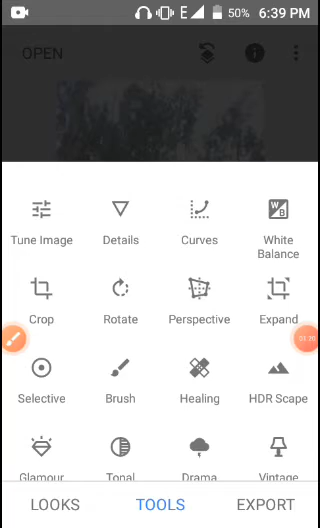 E 50% 6:39 PM
OPEN
Tune Image Details Curves White Balance
Crop Rotate Perspective Expand
Selective Brush Healing HDR Scape
Glamour Tonal Drama Vintage
LOOKS TOOLS EXPORT